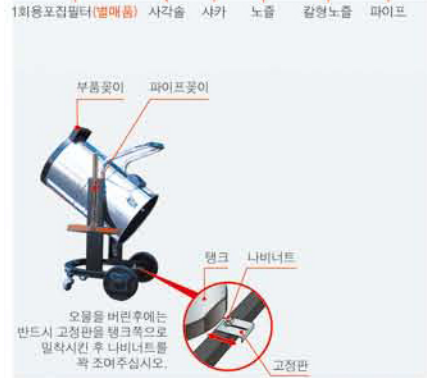 1회용포집필터(별매품) 사각솔 샤카 노즐 칼형노즐 파이프
부품꽂이 파이프꽂이
탱크 나비너트
오물을 버린후에는
반드시 고정판을 탱크쪽으로
밀착시킨 후 나비너트를
꽉 조여주십시오.
고정판